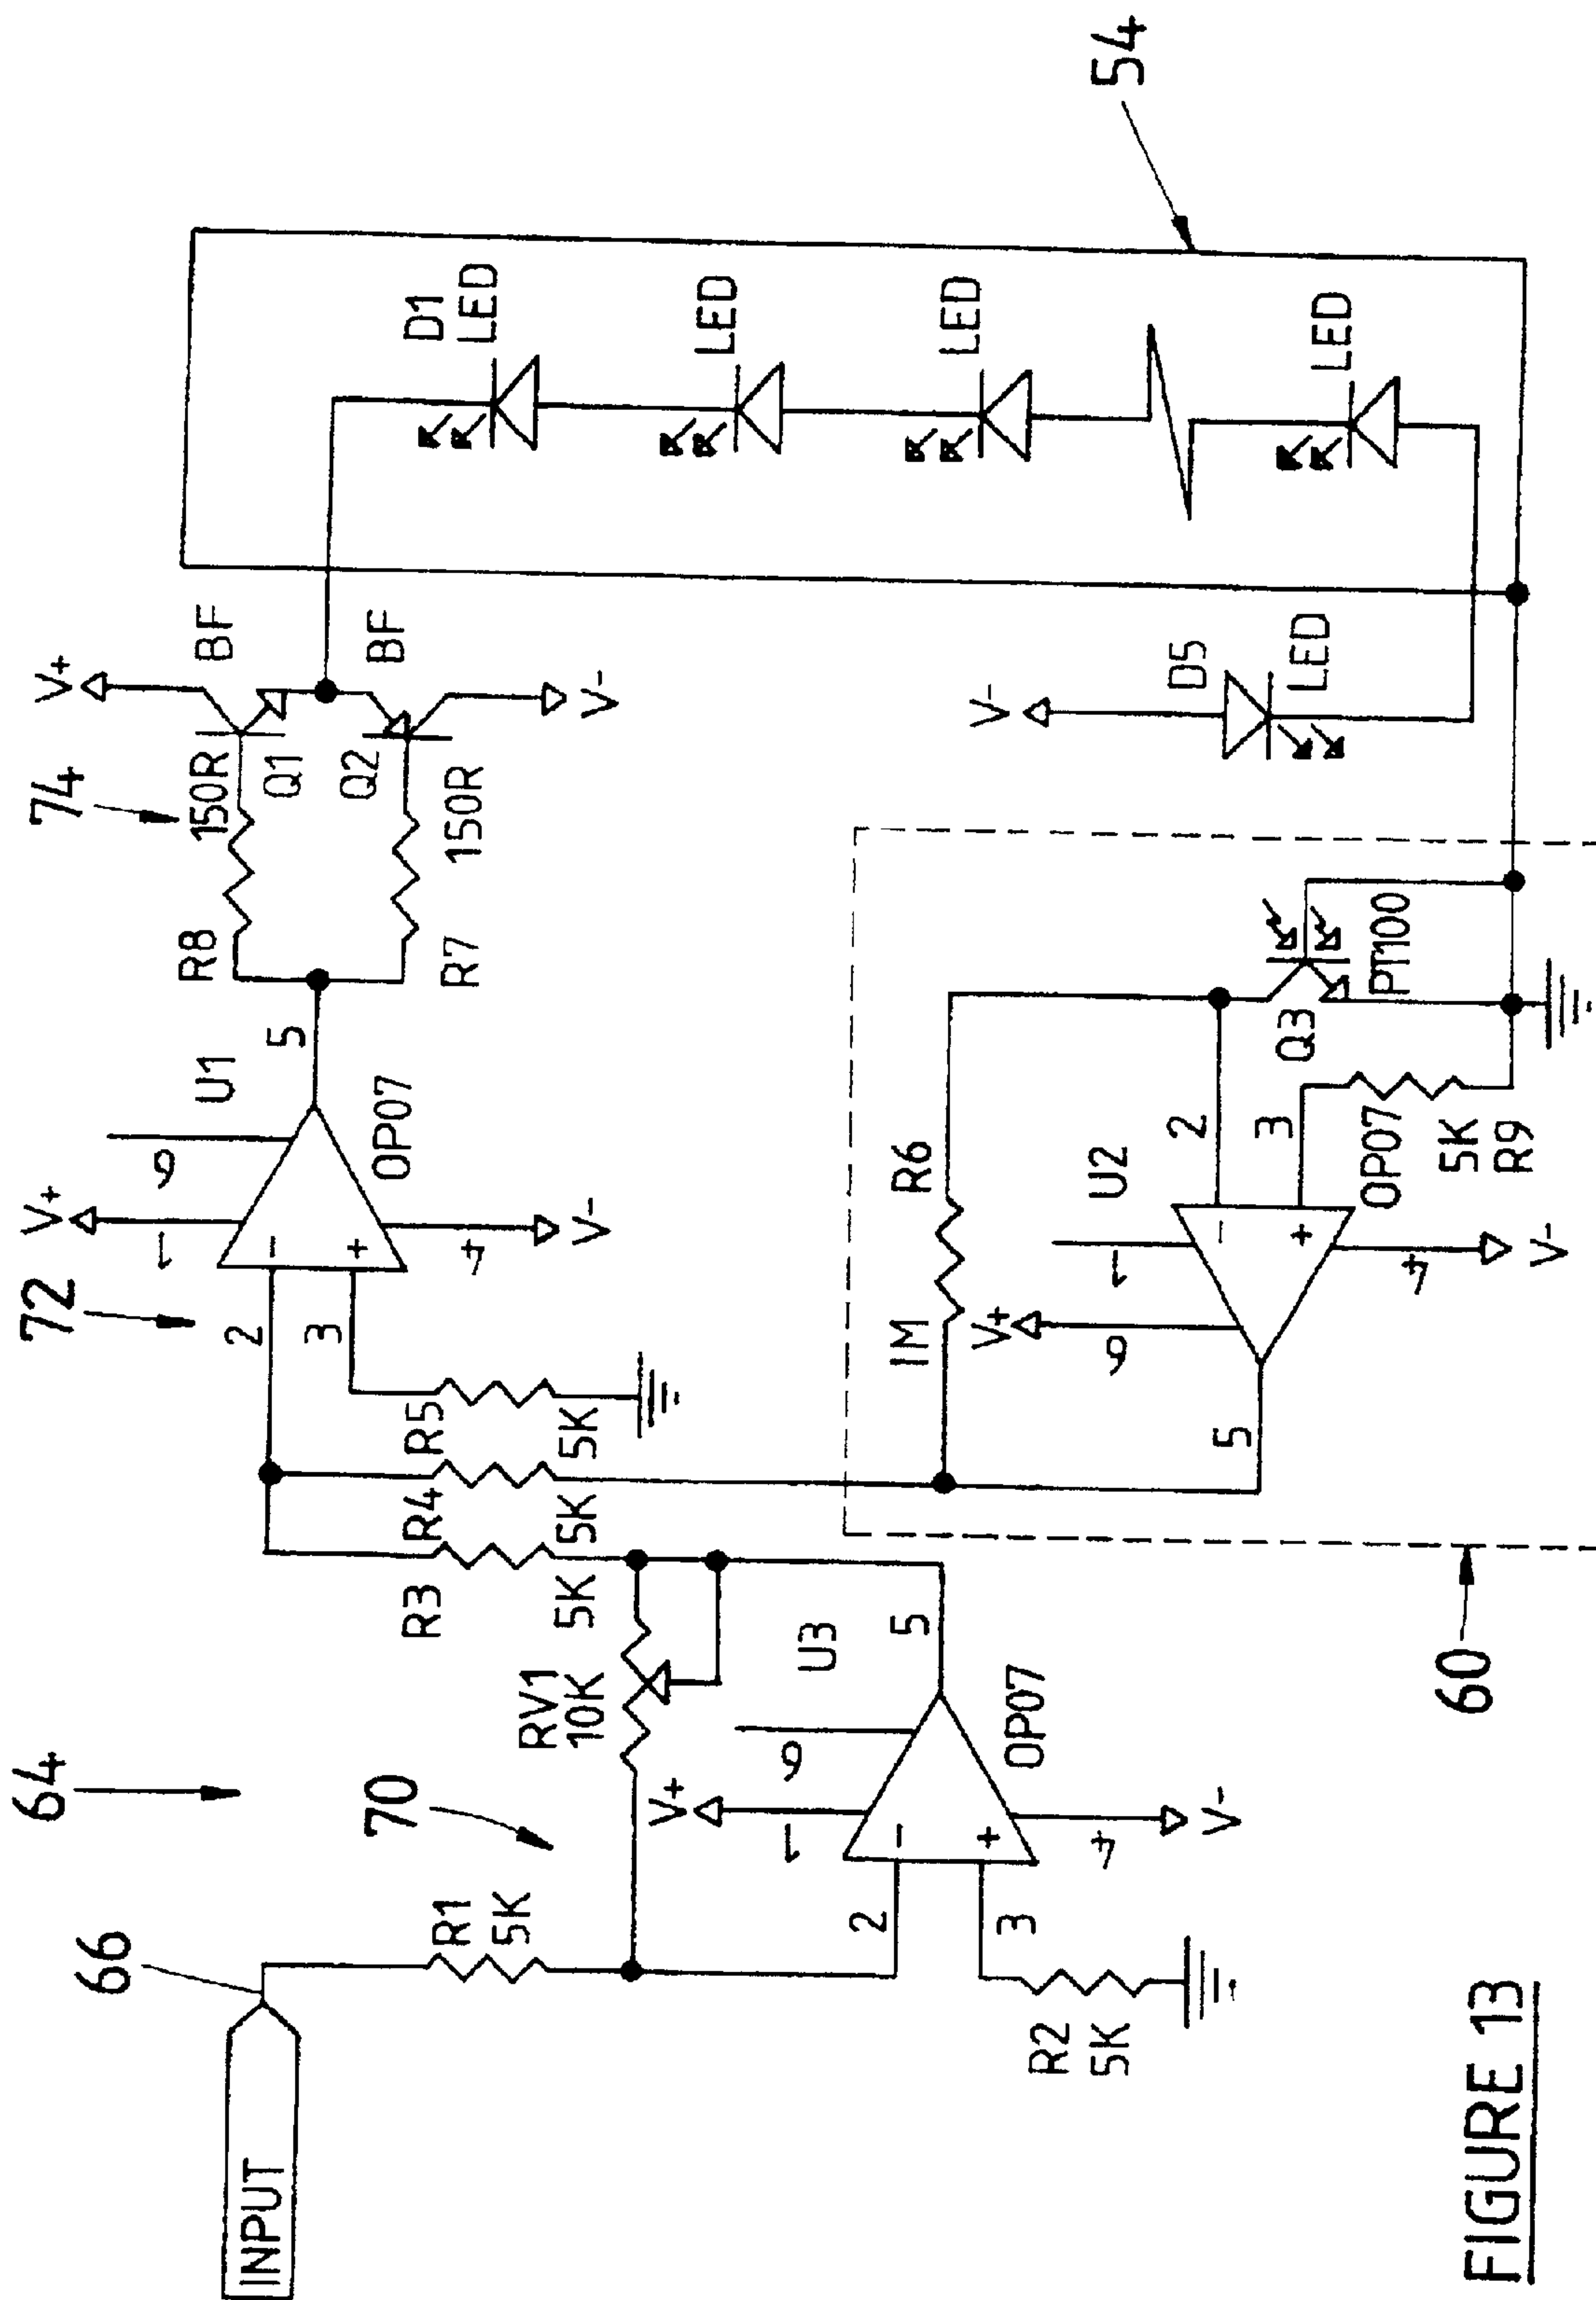 64
66
INPUT
R1
5K
70
RV1
10K
2
3
R2
5K
V+
1
6
-
+
4
V-
U3
5
OP07
R3
5K
R4
5K
R5
5K
72
2
3
V+
1
6
-
+
4
V-
U1
5
OP07
74
R8
150R
R7
150R
V+
Q1
BF
Q2
BF
V-
D1
LED
LED
LED
LED
54
V-
D5
LED
1M
R6
V+
6
1
5
U2
-
+
2
3
4
V-
OP07
5K
R9
Q3
PT100
60
FIGURE 13